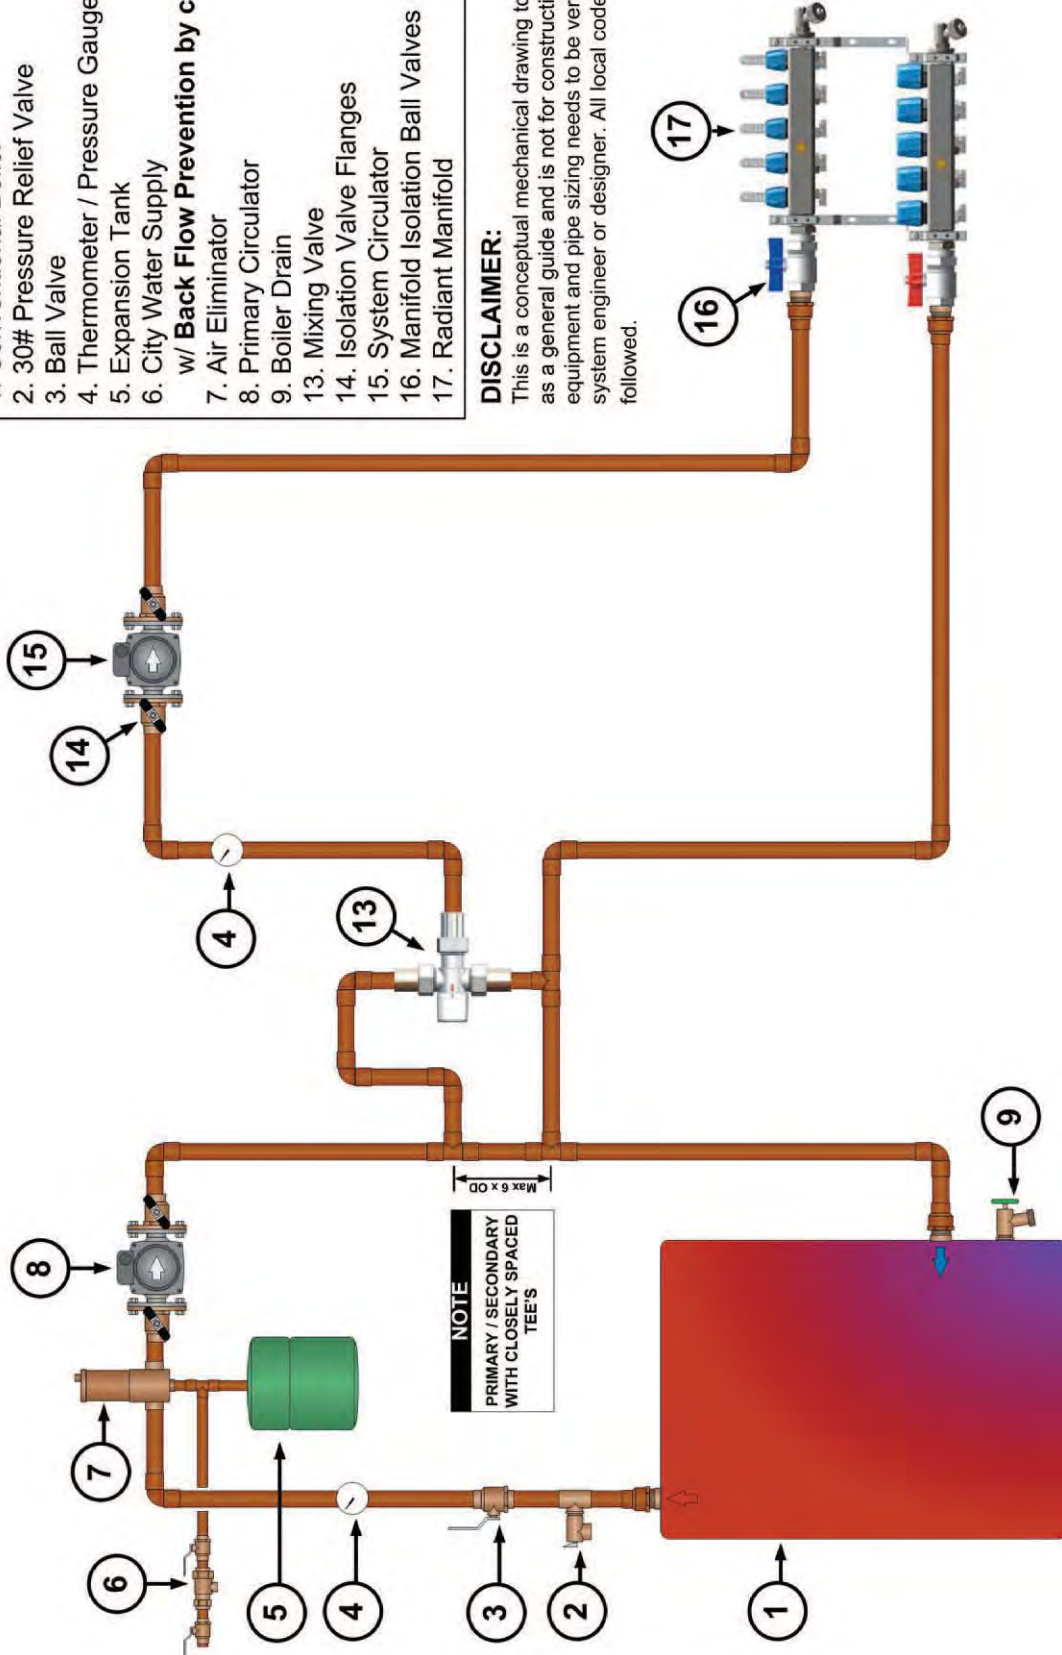 2. 30# Pressure Relief Valve
3. Ball Valve
4. Thermometer / Pressure Gauge
5. Expansion Tank
6. City Water Supply
w/ Back Flow Prevention by c
7. Air Eliminator
8. Primary Circulator
9. Boiler Drain
13. Mixing Valve
14. Isolation Valve Flanges
15. System Circulator
16. Manifold Isolation Ball Valves
17. Radiant Manifold
DISCLAIMER:
This is a conceptual mechanical drawing to
as a general guide and is not for constructi
equipment and pipe sizing needs to be ver
system engineer or designer. All local code
followed.
15
14
4
13
17
16
8
7
6
5
4
3
2
1
9
Max 6 x OD
NOTE
PRIMARY / SECONDARY
WITH CLOSELY SPACED
TEE'S